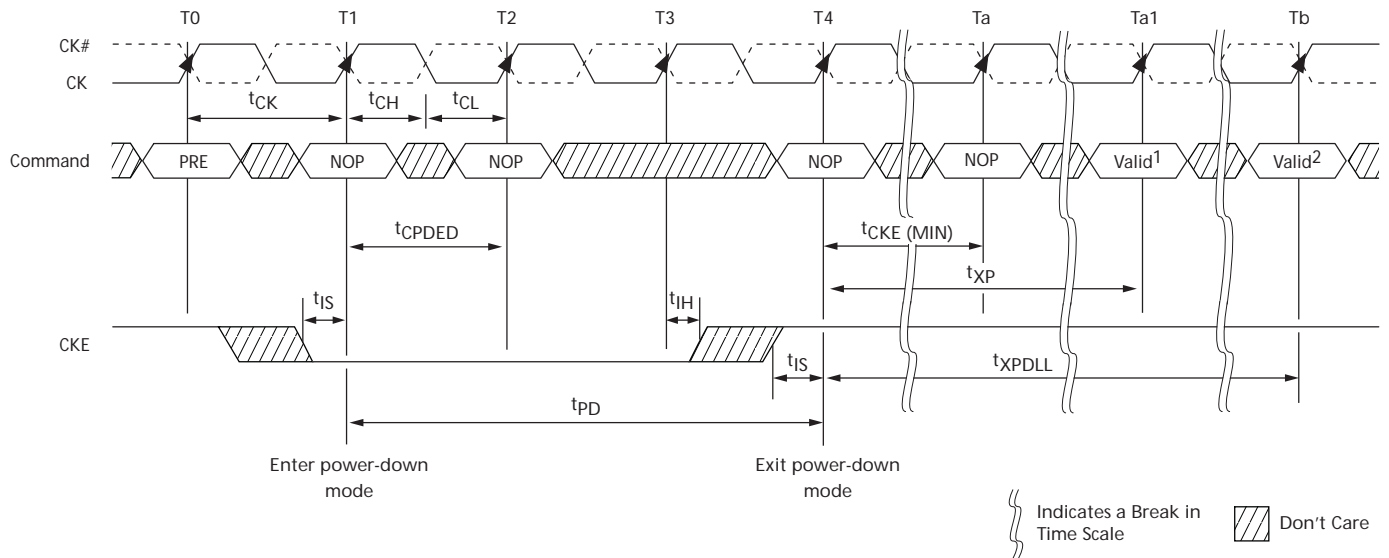 T0 T1 T2 T3 T4 Ta Ta1 Tb
CK#
CK
tCK tCH tCL
Command PRE NOP NOP NOP NOP Valid1 Valid2
tCPDED tCKE (MIN)
tXP
tIS tIH
CKE
tIS tXPDLL
tPD
Enter power-down
mode
Exit power-down
mode
Indicates a Break in
Time Scale
Don't Care